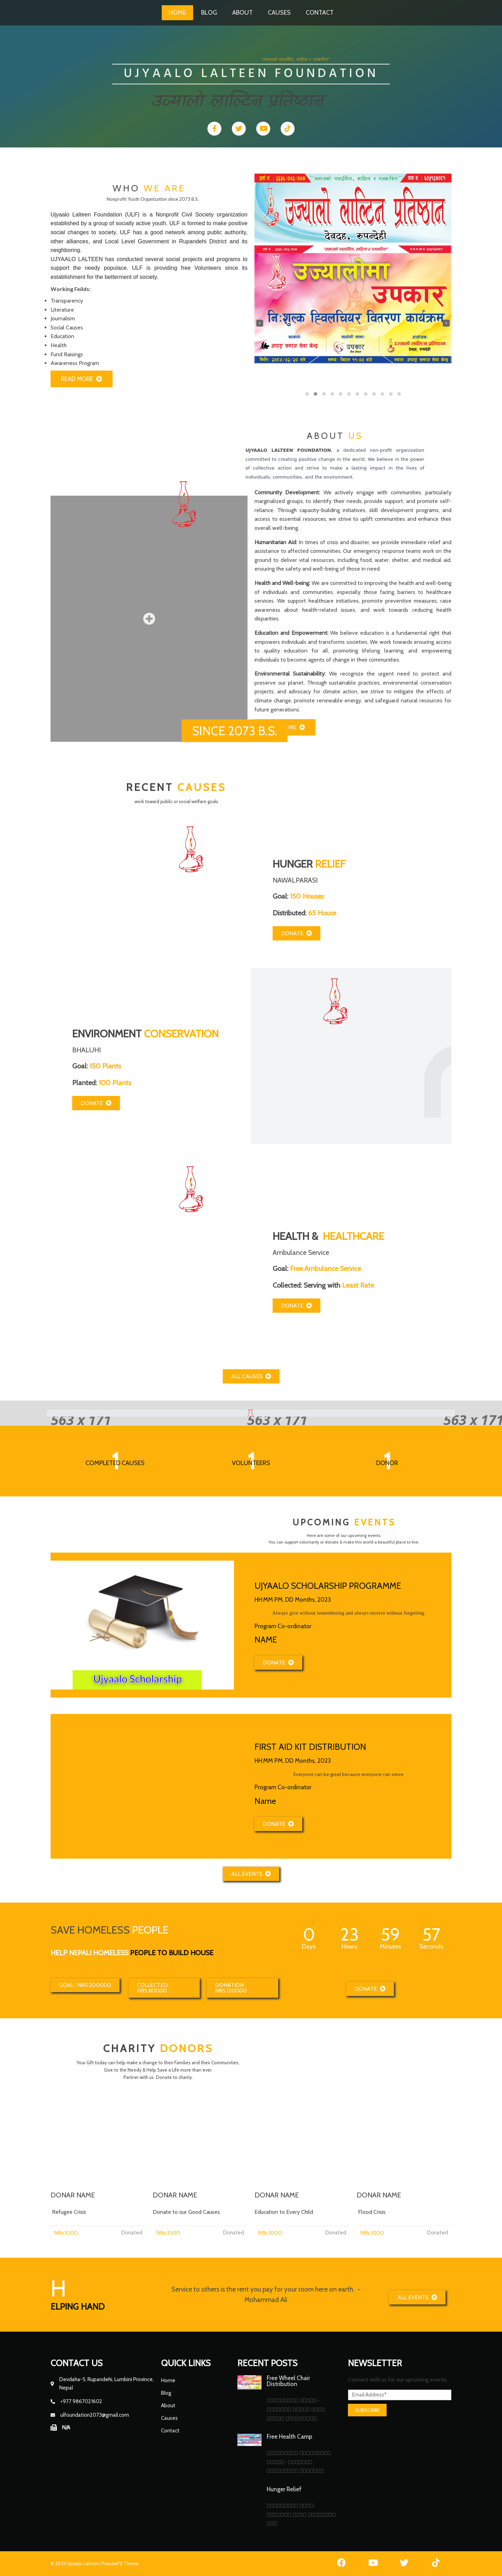 HOME BLOG ABOUT CAUSES CONTACT
UJYAALO LALTEEN FOUNDATION
उज्यालो लाल्टिन प्रतिष्ठान
WHO WE ARE
Nonprofit Youth Organization since 2073 B.S.
Ujyaalo Lalteen Foundation (ULF) is a Nonprofit Civil Society organization
established by a group of socially active youth. ULF is formed to make positive
social changes to society. ULF has a good network among public authority,
other alliances, and Local Level Government in Rupandehi District and its
neighboring.
UJYAALO LALTEEN has conducted several social projects and programs to
support the needy populace. ULF is providing free Volunteers since its
establishment for the betterment of society.
Working Feilds:
Transparency
Literature
Journalism
Social Causes
Education
Health
Fund Raisings
Awareness Program
READ MORE
उज्यालो लाल्टिन प्रतिष्ठान
देवदह, रुपन्देही
उज्यालोमा
उपकार
निःशुल्क ह्विलचियर वितरण कार्यक्रम
ABOUT US
UJYAALO LALTEEN FOUNDATION, a dedicated non-profit organization
committed to creating positive change in the world. We believe in the power
of collective action and strive to make a lasting impact in the lives of
individuals, communities, and the environment.
Community Development: We actively engage with communities, particularly
marginalized groups, to identify their needs, provide support, and promote self-
reliance. Through capacity-building initiatives, skill development programs, and
access to essential resources, we strive to uplift communities and enhance their
overall well-being.
Humanitarian Aid: In times of crisis and disaster, we provide immediate relief and
assistance to affected communities. Our emergency response teams work on the
ground to deliver vital resources, including food, water, shelter, and medical aid,
ensuring the safety and well-being of those in need.
Health and Well-being: We are committed to improving the health and well-being
of individuals and communities, especially those facing barriers to healthcare
services. We support healthcare initiatives, promote preventive measures, raise
awareness about health-related issues, and work towards reducing health
disparities.
Education and Empowerment: We believe education is a fundamental right that
empowers individuals and transforms societies. We work towards ensuring access
to quality education for all, promoting lifelong learning, and empowering
individuals to become agents of change in their communities.
Environmental Sustainability: We recognize the urgent need to protect and
preserve our planet. Through sustainable practices, environmental conservation
projects, and advocacy for climate action, we strive to mitigate the effects of
climate change, promote renewable energy, and safeguard natural resources for
future generations.
SINCE 2073 B.S.
RECENT CAUSES
work toward public or social welfare goals
HUNGER RELIEF
NAWALPARASI
Goal: 150 Houses
Distributed: 65 House
DONATE
ENVIRONMENT CONSERVATION
BHALUHI
Goal: 150 Plants
Planted: 100 Plants
DONATE
HEALTH & HEALTHCARE
Ambulance Service
Goal: Free Ambulance Service
Collected: Serving with Least Rate
DONATE
ALL CAUSES
563 x 171 563 x 171 563 x 171
1 1 1
COMPLETED CAUSES VOLUNTEERS DONOR
UPCOMING EVENTS
Here are some of our upcoming events.
You can support voluntarily or donate & make this world a beautiful place to live.
Ujyaalo Scholarship
UJYAALO SCHOLARSHIP PROGRAMME
HH:MM PM, DD Months, 2023
Always give without remembering and always receive without forgetting.
Program Co-ordinator
NAME
DONATE
FIRST AID KIT DISTRIBUTION
HH:MM PM, DD Months, 2023
Everyone can be great because everyone can serve
Program Co-ordinator
Name
DONATE
ALL EVENTS
SAVE HOMELESS PEOPLE
HELP NEPALI HOMELESS PEOPLE TO BUILD HOUSE
0 23 59 57
Days Hours Minutes Seconds
GOAL : NRS.200000
COLLECTED: NRS.80000
DONATION: NRS.120000
DONATE
CHARITY DONORS
Your Gift today can help make a change to their Families and their Communities.
Give to the Needy & Help Save a Life more than ever.
Partner with us. Donate to charity.
DONAR NAME DONAR NAME DONAR NAME DONAR NAME
Refugee Crisis Donate to our Good Causes Education to Every Child Flood Crisis
NRs.1000 Donated NRs.1000 Donated NRs.1000 Donated NRs.1000 Donated
H
ELPING HAND
Service to others is the rent you pay for your room here on earth. -
Mohammad Ali
ALL EVENTS
CONTACT US
Devdaha-5, Rupandehi, Lumbini Province,
Nepal
+977 9867021602
ulfoundation2073@gmail.com
N/A
QUICK LINKS
Home
Blog
About
Causes
Contact
RECENT POSTS
Free Wheel Chair
Distribution
Free Health Camp
Hunger Relief
NEWSLETTER
Connect with us for our upcoming events.
Email Address*
SUBSCRIBE
© 2023 Ujyaalo Lalteen | PopularFX Theme